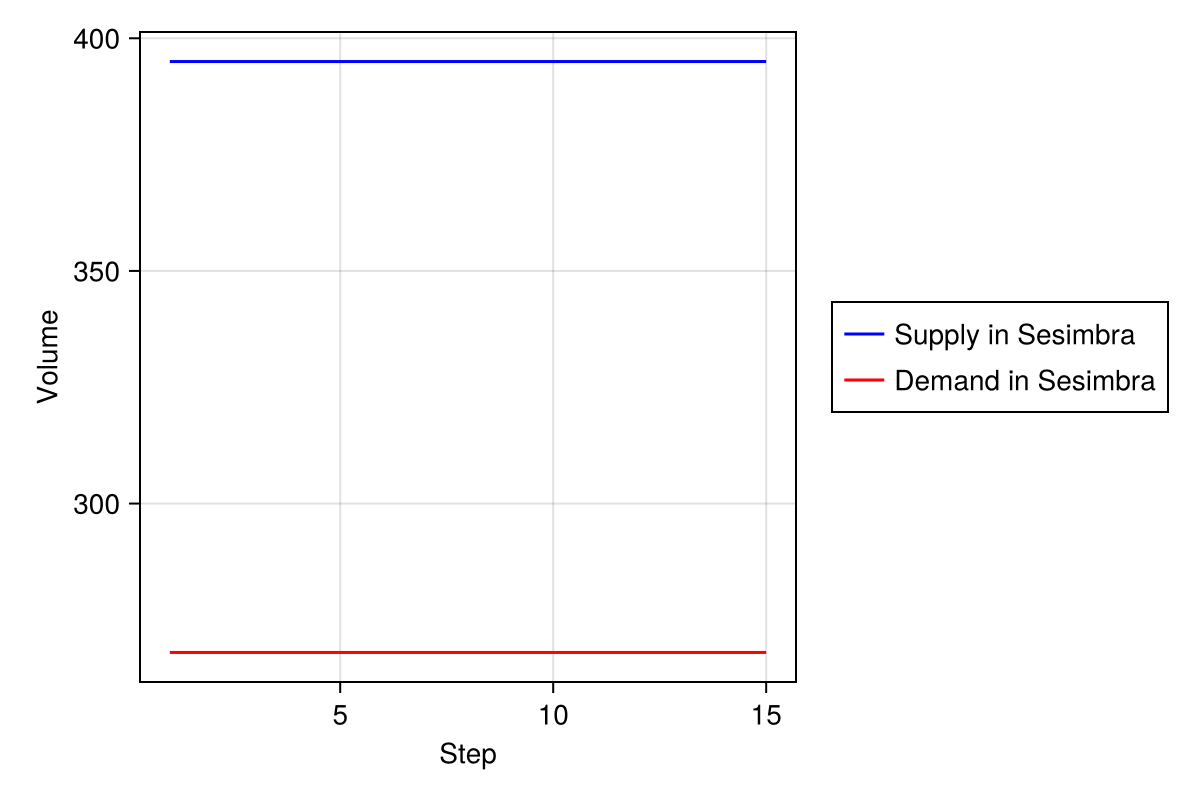 400
350
300
Volume
5 10 15
Step
Supply in Sesimbra
Demand in Sesimbra